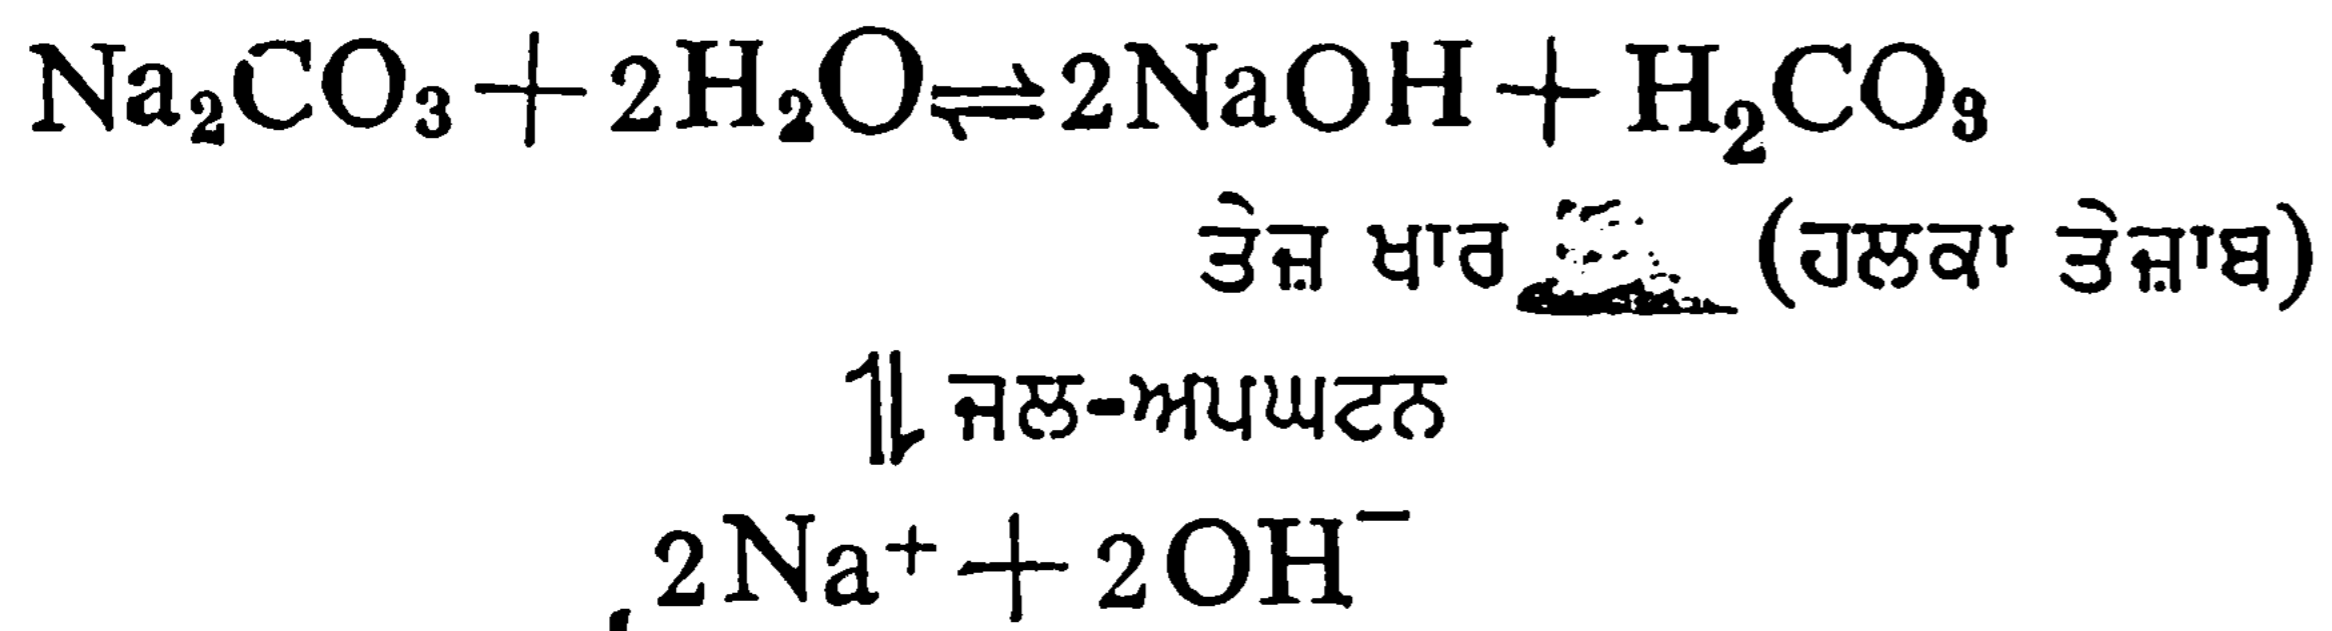 Na₂CO₃ + 2H₂O ⇌ 2NaOH + H₂CO₃
ਤੇਜ਼ ਖਾਰ (ਹਲਕਾ ਤੇਜ਼ਾਬ)
⥮ ਜਲ-ਅਪਘਟਨ
2Na⁺ + 2OH⁻